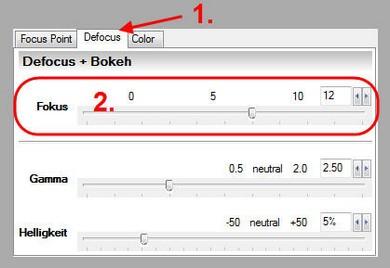 1.
Focus Point Defocus Color
Defocus + Bokeh
2. 0 5 10 12
Fokus
0.5 neutral 2.0 2.50
Gamma
-50 neutral +50 5%
Helligkeit